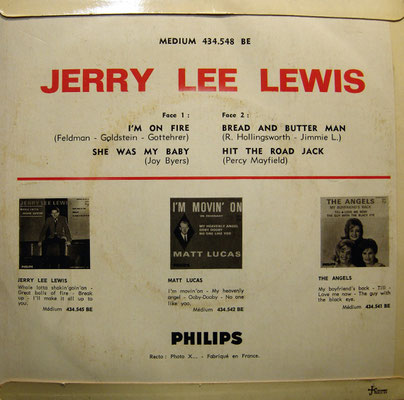 MEDIUM 434.548 BE
JERRY LEE LEWIS
Face 1 :
I'M ON FIRE
(Feldman - Goldstein - Gottehrer)
SHE WAS MY BABY
(Joy Byers)
Face 2 :
BREAD AND BUTTER MAN
(R. Hollingsworth - Jimmie L.)
HIT THE ROAD JACK
(Percy Mayfield)
JERRY LEE LEWIS
I'M MOVIN' ON
MATT LUCAS
THE ANGELS
MY BOYFRIEND'S BACK
JERRY LEE LEWIS
Whole lotta shakin'goin'on -
Great balls of fire - Break
up - I'll make it all up to
you.
Médium 434.545 BE
MATT LUCAS
I'm movin'on - My heavenly
angel - Ooby-Dooby - No one
like you.
Médium 434.542 BE
THE ANGELS
My boyfriend's back - Till -
Love me now - The guy with
the black eye.
Médium 434.541 BE
PHILIPS
Recto : Photo X... - Fabriqué en France.